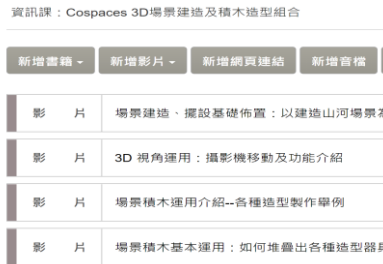 資訊課：Cospaces 3D場景建造及積木造型組合
新增書籍 新增影片 新增網頁連結 新增音檔
影 片 場景建造、擺設基礎佈置：以建造山河場景為
影 片 3D 視角運用：攝影機移動及功能介紹
影 片 場景積木運用介紹--各種造型製作舉例
影 片 場景積木基本運用：如何堆疊出各種造型器具